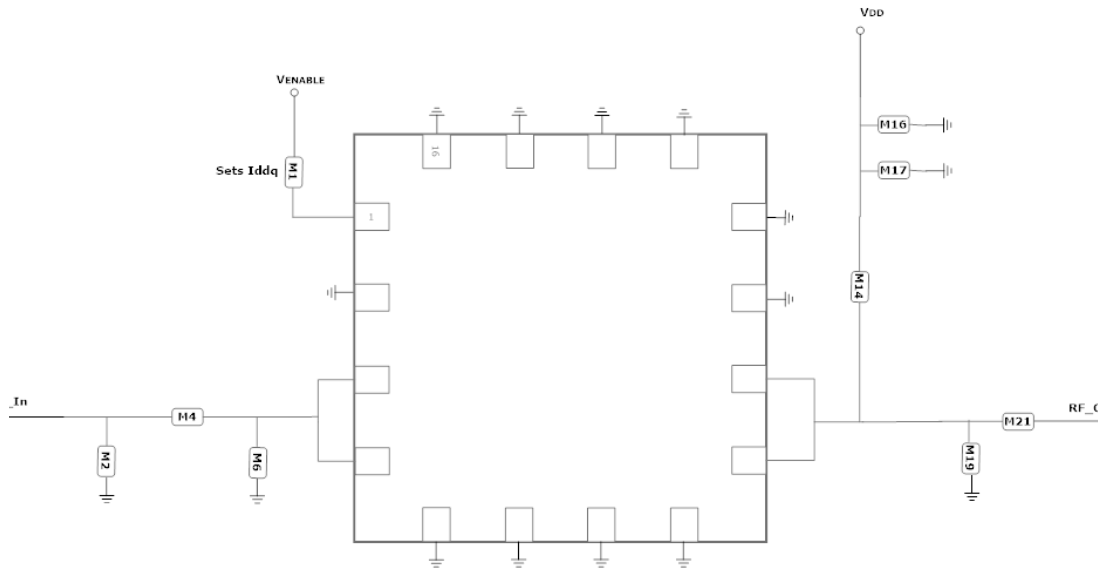 VDD
VENABLE
M16
16
M17
Sets Iddq
M1
1
M14
_In
M4
RF_
M21
M2
M6
M19